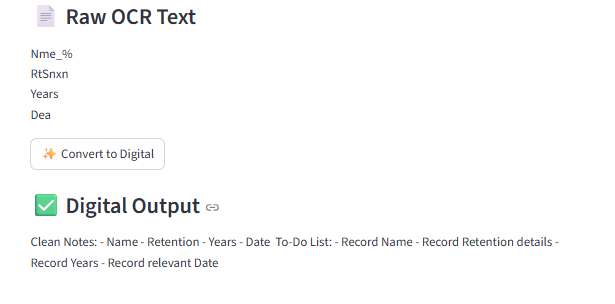 Raw OCR Text
Nme_%
RtSnxn
Years
Dea
Convert to Digital
Digital Output
Clean Notes: - Name - Retention - Years - Date To-Do List: - Record Name - Record Retention details -
Record Years - Record relevant Date